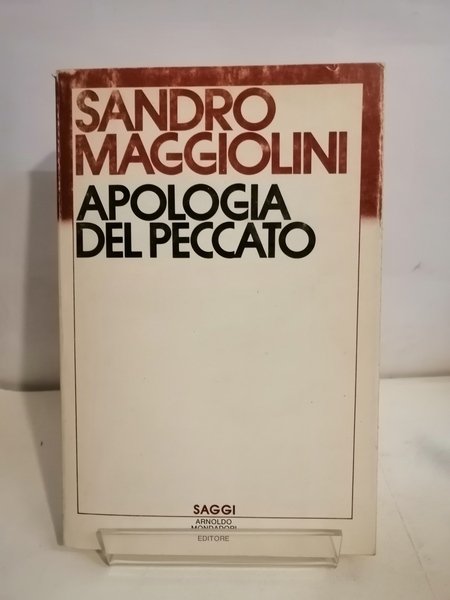 SANDRO
MAGGIOLINI
APOLOGIA
DEL PECCATO
SAGGI
ARNOLDO
MONDADORI
EDITORE